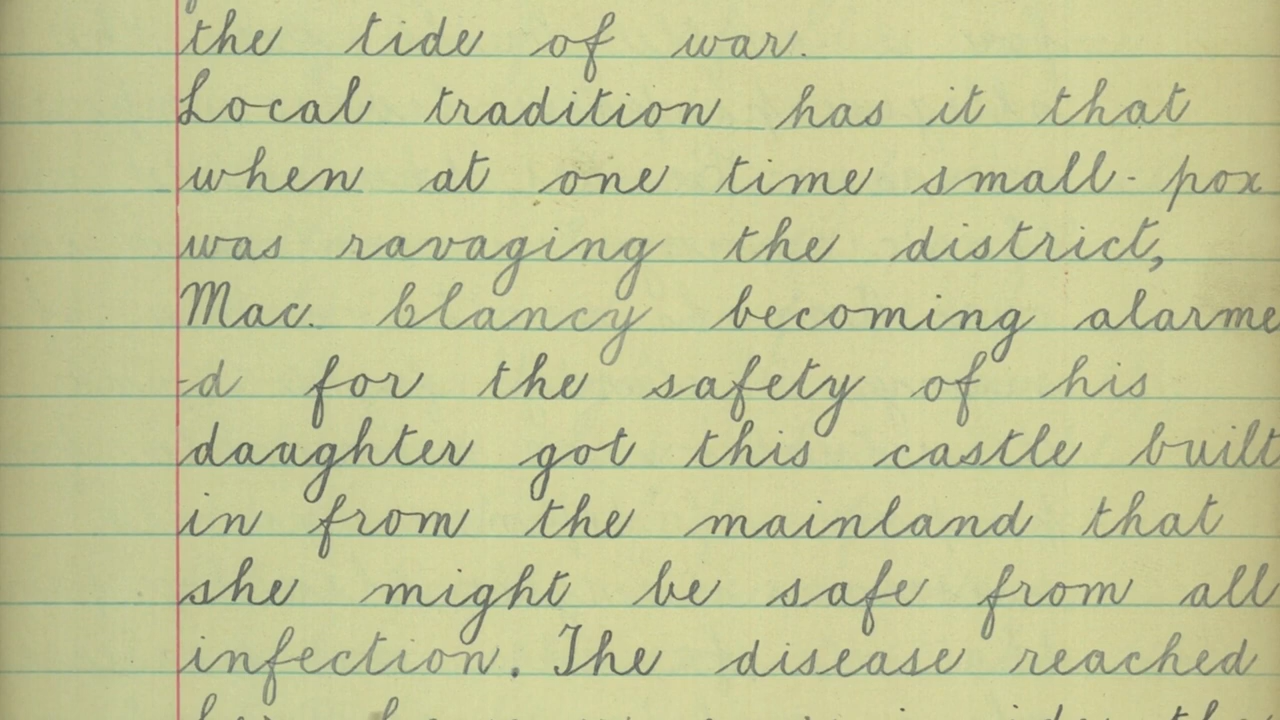 the tide of war.
Local tradition has it that
when at one time small-pox
was ravaging the district,
Mac. Clancy becoming alarme
-d for the safety of his
daughter got this castle built
in from the mainland that
she might be safe from all
infection. The disease reached